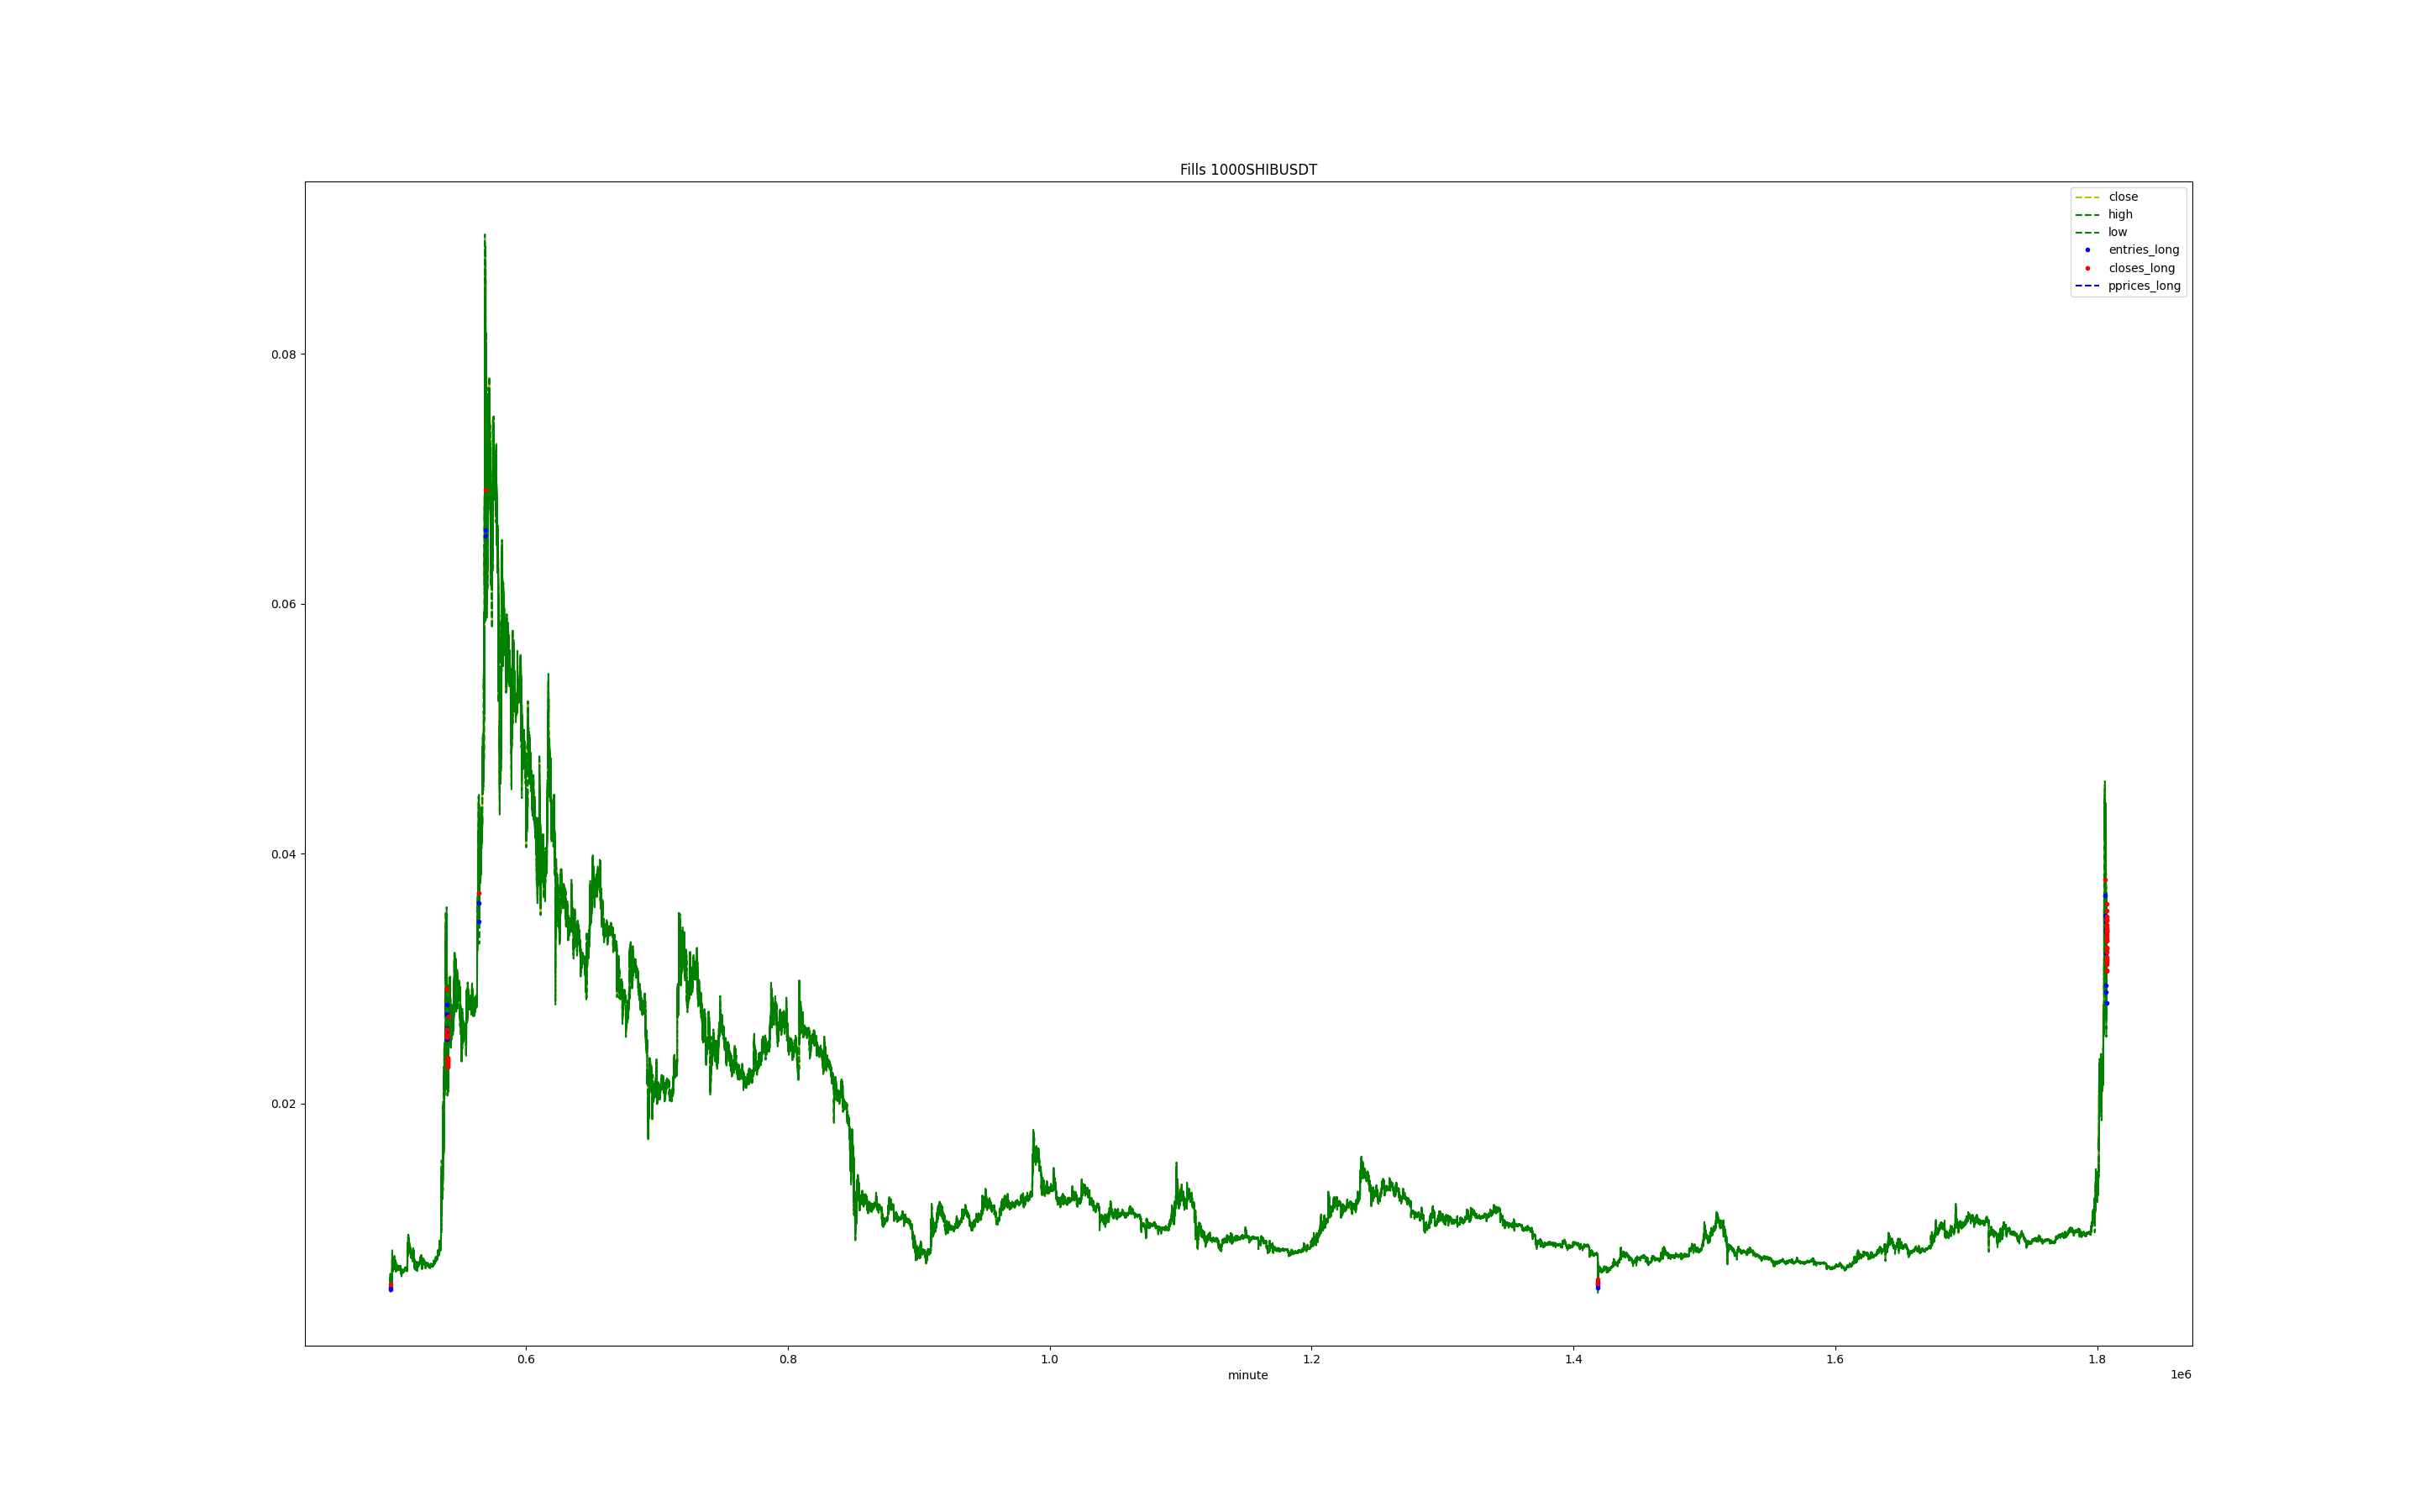 Fills 1000SHIBUSDT
close
high
low
entries_long
closes_long
pprices_long
0.08
0.06
0.04
0.02
0.6
0.8
1.0
1.2
1.4
1.6
1.8
minute
1e6